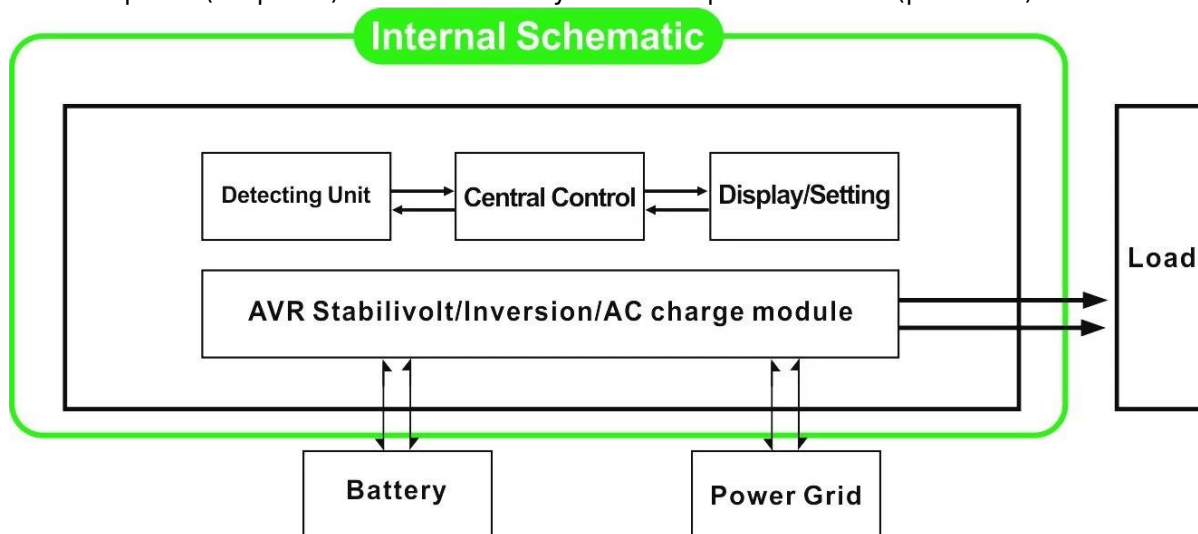 Internal Schematic
Detecting Unit
Central Control
Display/Setting
Load
AVR Stabilivolt/Inversion/AC charge module
Battery
Power Grid